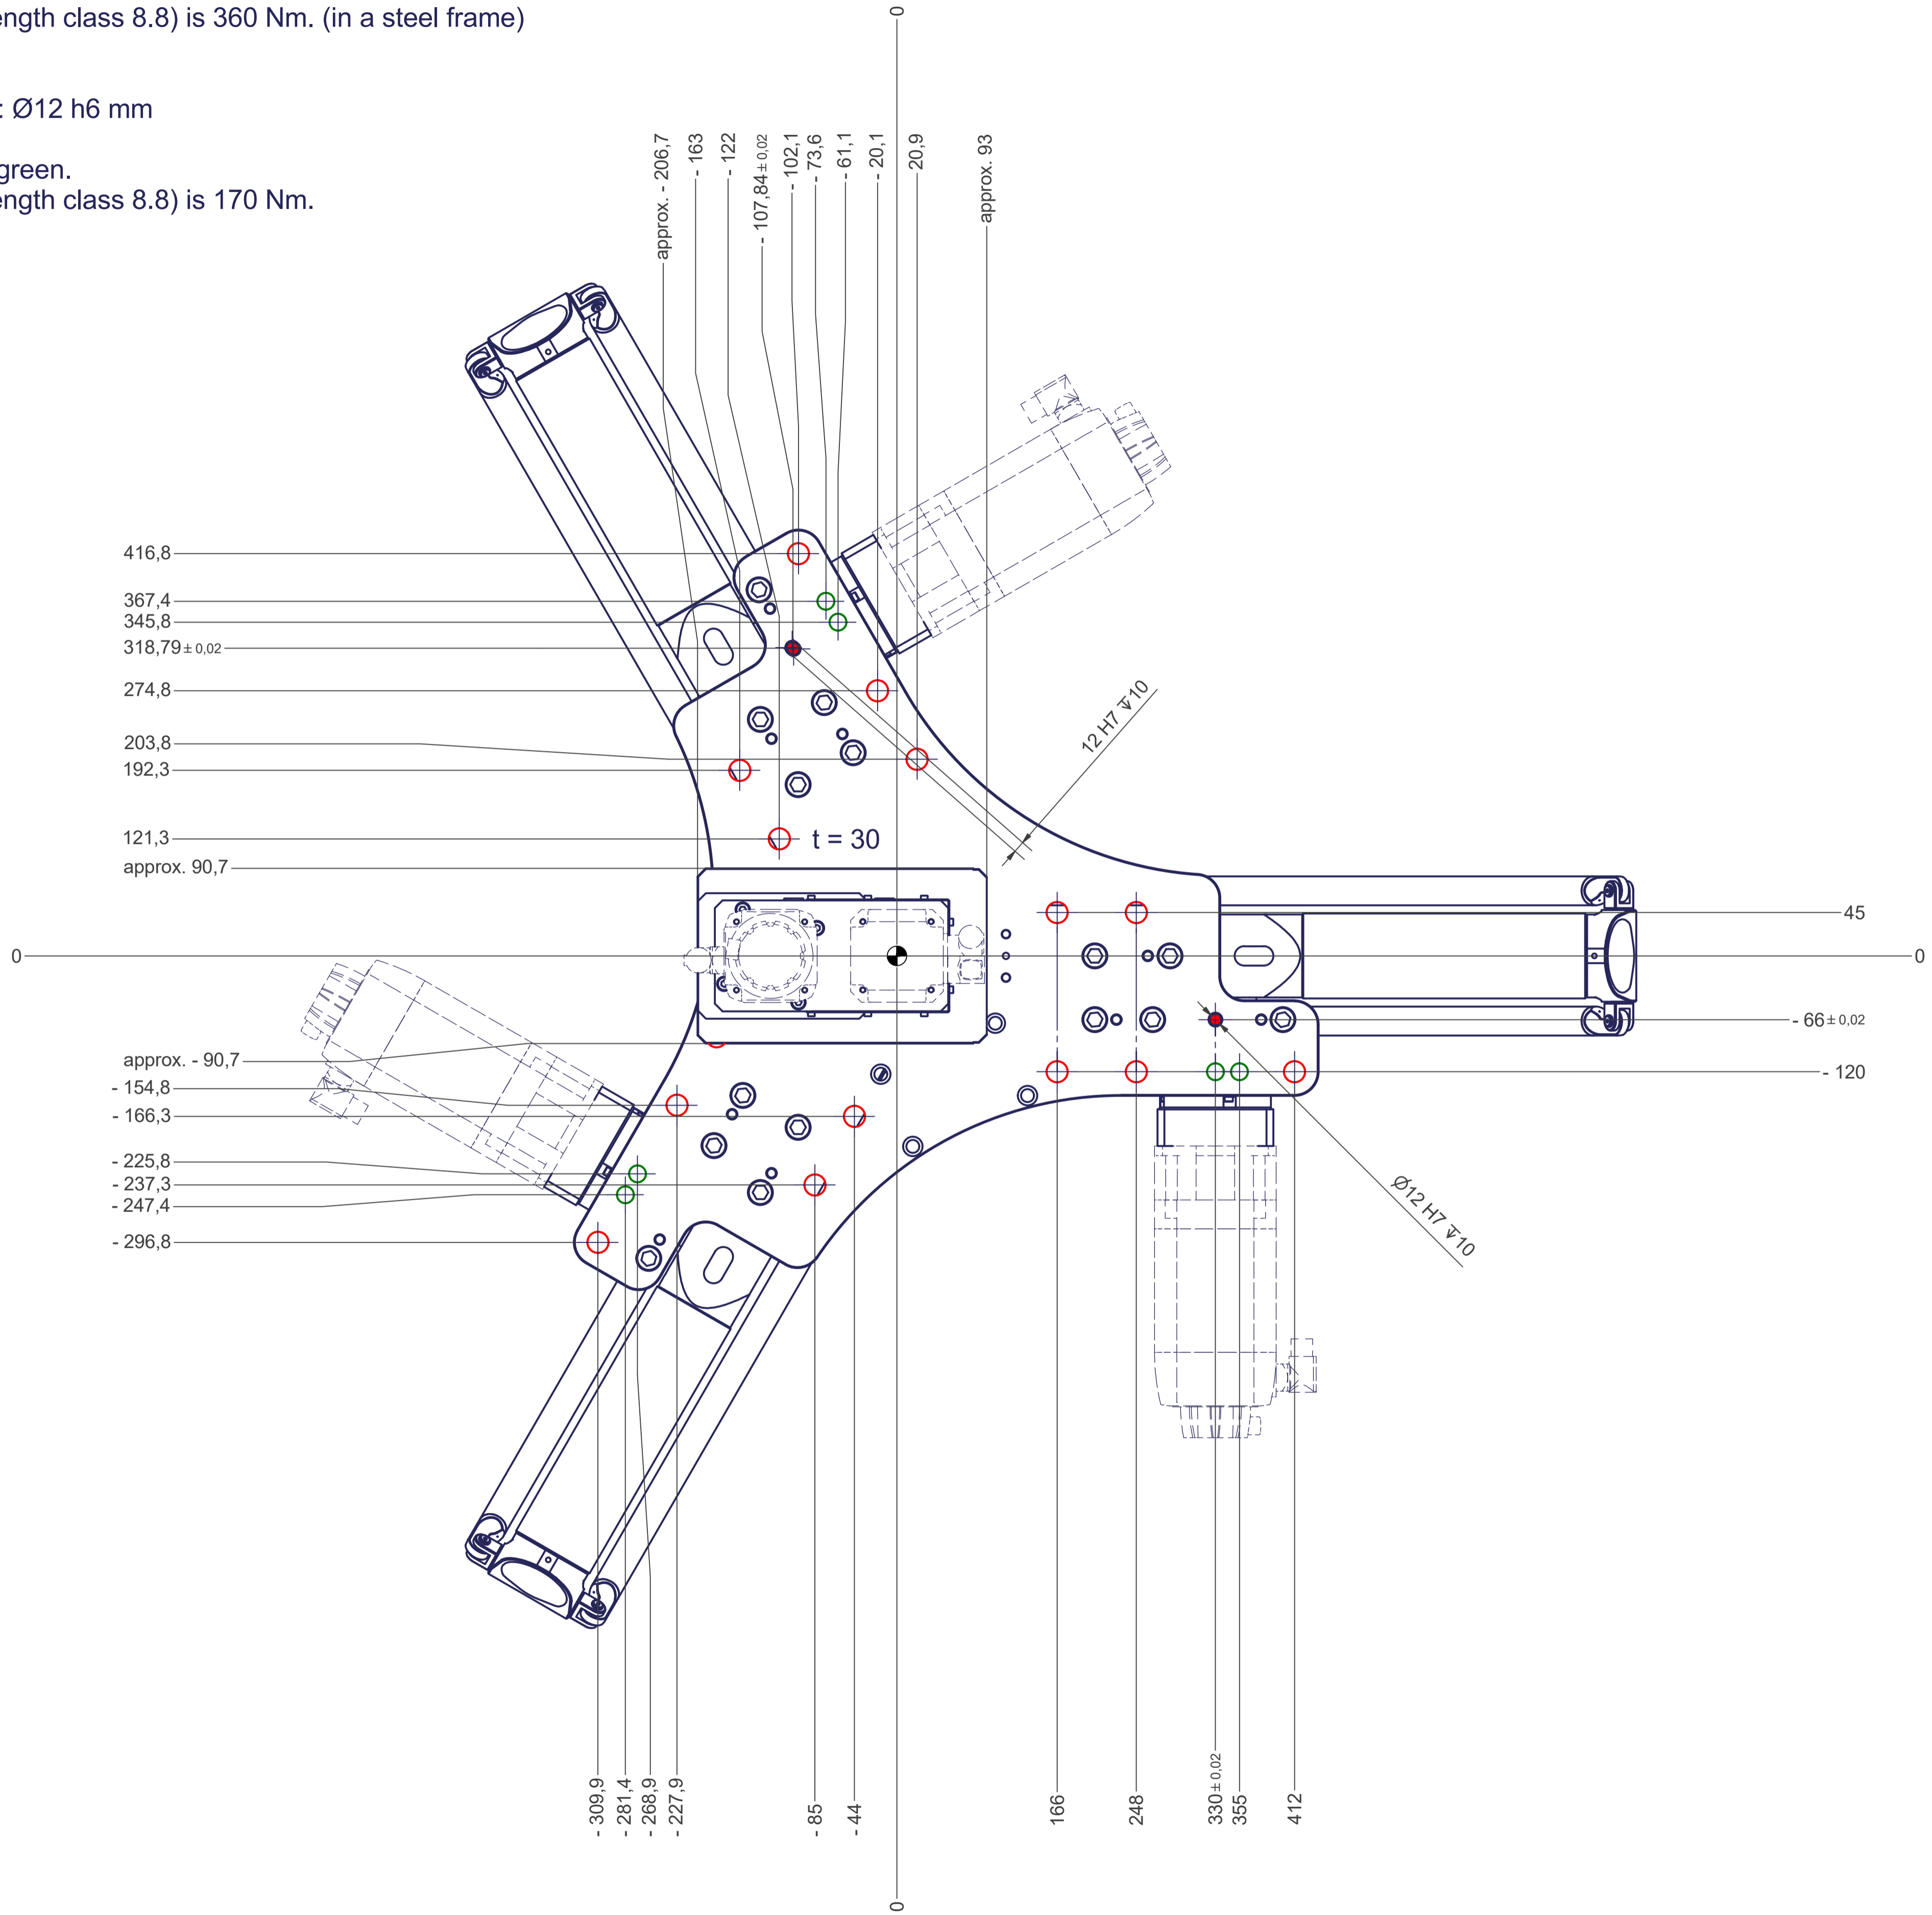 ength class 8.8) is 360 Nm. (in a steel frame)
: Ø12 h6 mm
green.
ength class 8.8) is 170 Nm.
0
approx. - 206,7
- 163
- 122
- 107,84 ± 0,02
- 102,1
- 73,6
- 61,1
- 20,1
20,9
approx. 93
416,8
367,4
345,8
318,79 ± 0,02
274,8
203,8
192,3
121,3
approx. 90,7
0
approx. - 90,7
- 154,8
- 166,3
- 225,8
- 237,3
- 247,4
- 296,8
t = 30
12 H7 ↧10
45
0
- 66 ± 0,02
- 120
Ø12 H7 ↧10
- 309,9
- 281,4
- 268,9
- 227,9
- 85
- 44
166
248
330 ± 0,02
355
412
0